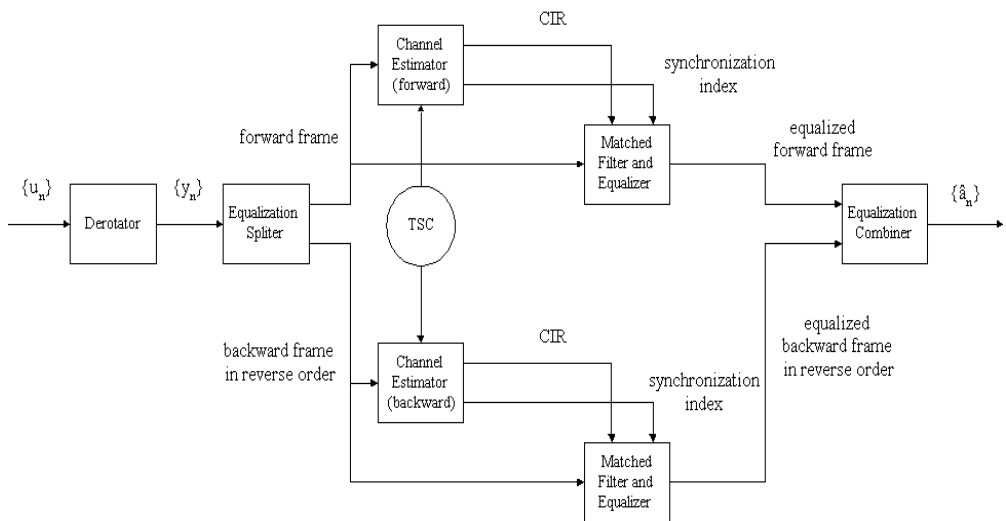 CIR
Channel
Estimator
(forward)
synchronization
index
forward frame
Matched
Filter and
Equalizer
equalized
forward frame
{u_n}
{y_n}
Derotator
Equalization
Spliter
TSC
Equalization
Combiner
{â_n}
backward frame
in reverse order
CIR
Channel
Estimator
(backward)
synchronization
index
equalized
backward frame
in reverse order
Matched
Filter and
Equalizer